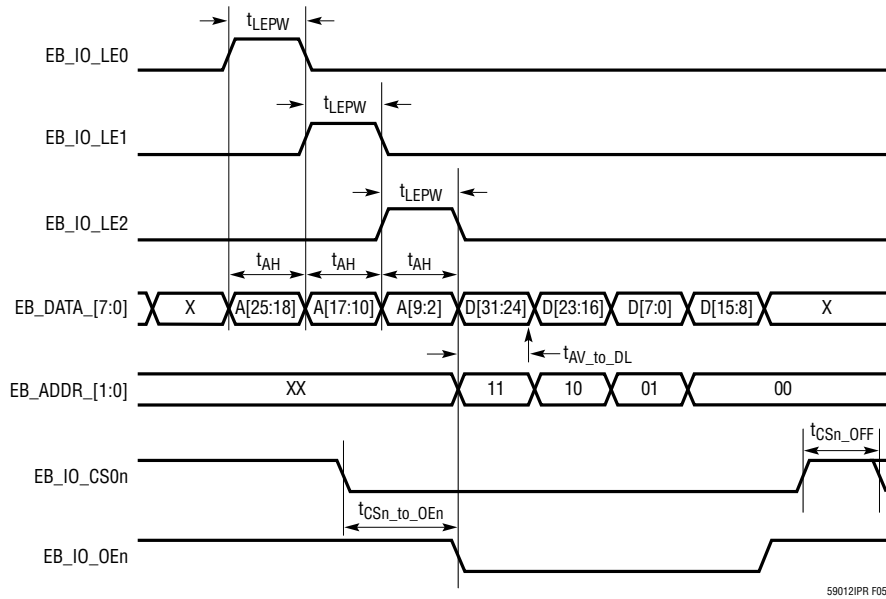 tLEPW
EB_IO_LE0
tLEPW
EB_IO_LE1
tLEPW
EB_IO_LE2
tAH tAH tAH
EB_DATA_[7:0] X A[25:18] A[17:10] A[9:2] D[31:24] D[23:16] D[7:0] D[15:8] X
tAV_to_DL
EB_ADDR_[1:0] XX 11 10 01 00
tCSn_OFF
EB_IO_CS0n
tCSn_to_OEn
EB_IO_OEn
59012IPR F05